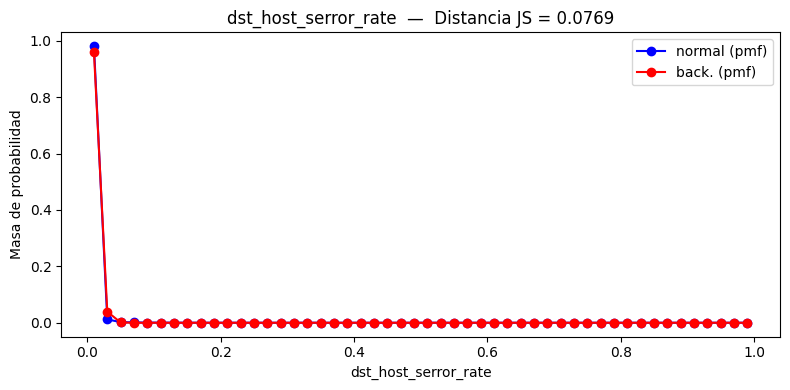 dst_host_serror_rate — Distancia JS = 0.0769
normal (pmf)
back. (pmf)
Masa de probabilidad
1.0
0.8
0.6
0.4
0.2
0.0
0.0 0.2 0.4 0.6 0.8 1.0
dst_host_serror_rate